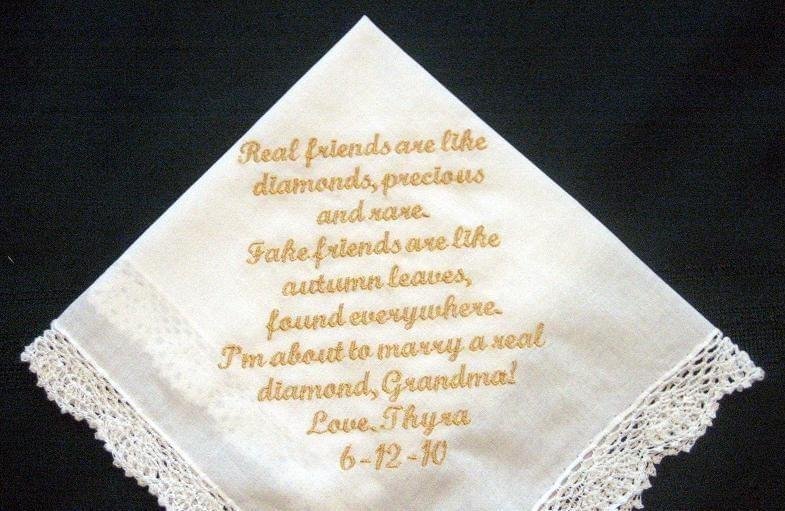 Real friends are like
diamonds, precious
and rare.
Fake friends are like
autumn leaves,
found everywhere.
I'm about to marry a real
diamond, Grandma!
Love, Thyra
6-12-10